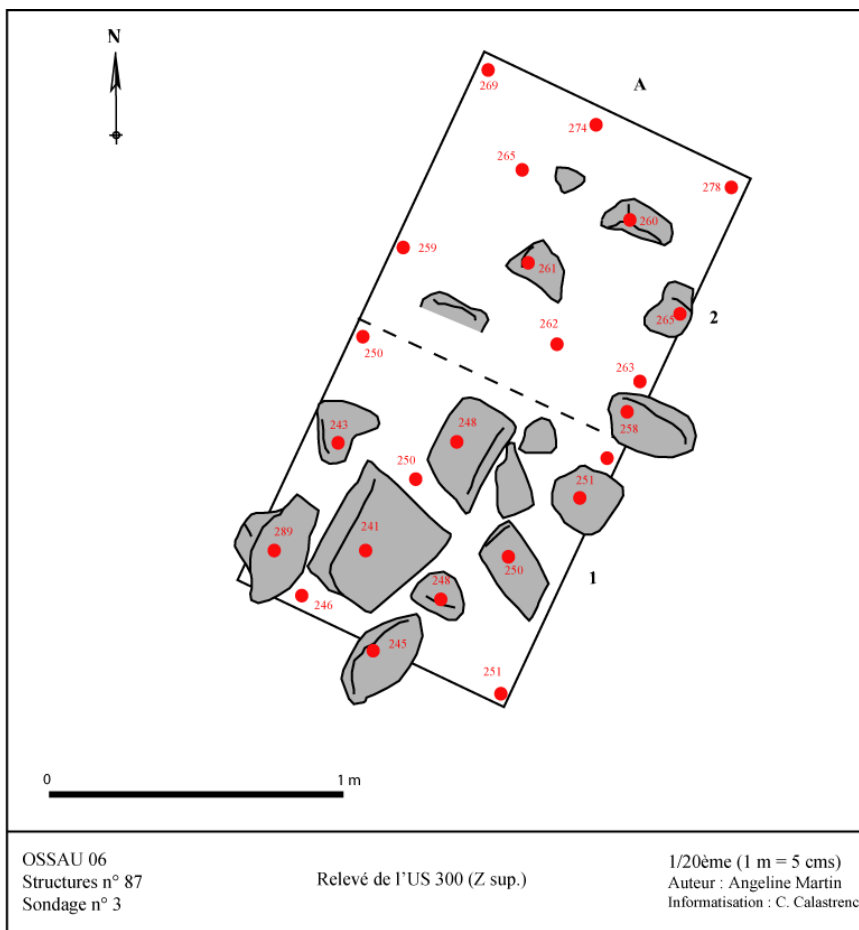 N
269
A
274
265
278
260
259
261
265
2
262
250
263
258
243
248
250
251
289
241
250
248
1
246
245
251
0
1 m
OSSAU 06
Structures n° 87
Sondage n° 3
Relevé de l'US 300 (Z sup.)
1/20ème (1 m = 5 cms)
Auteur : Angeline Martin
Informatisation : C. Calastrenc